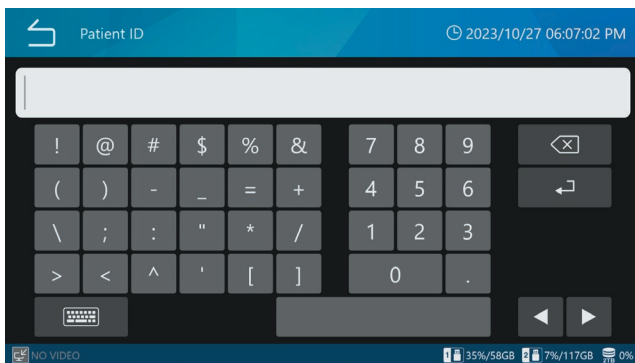 Patient ID
2023/10/27 06:07:02 PM
! @ # $ % & 7 8 9
( ) - _ = + 4 5 6
\ ; : " * / 1 2 3
> < ^ ' [ ] 0 .
NO VIDEO
1 35%/58GB 2 7%/117GB 2TB 0%